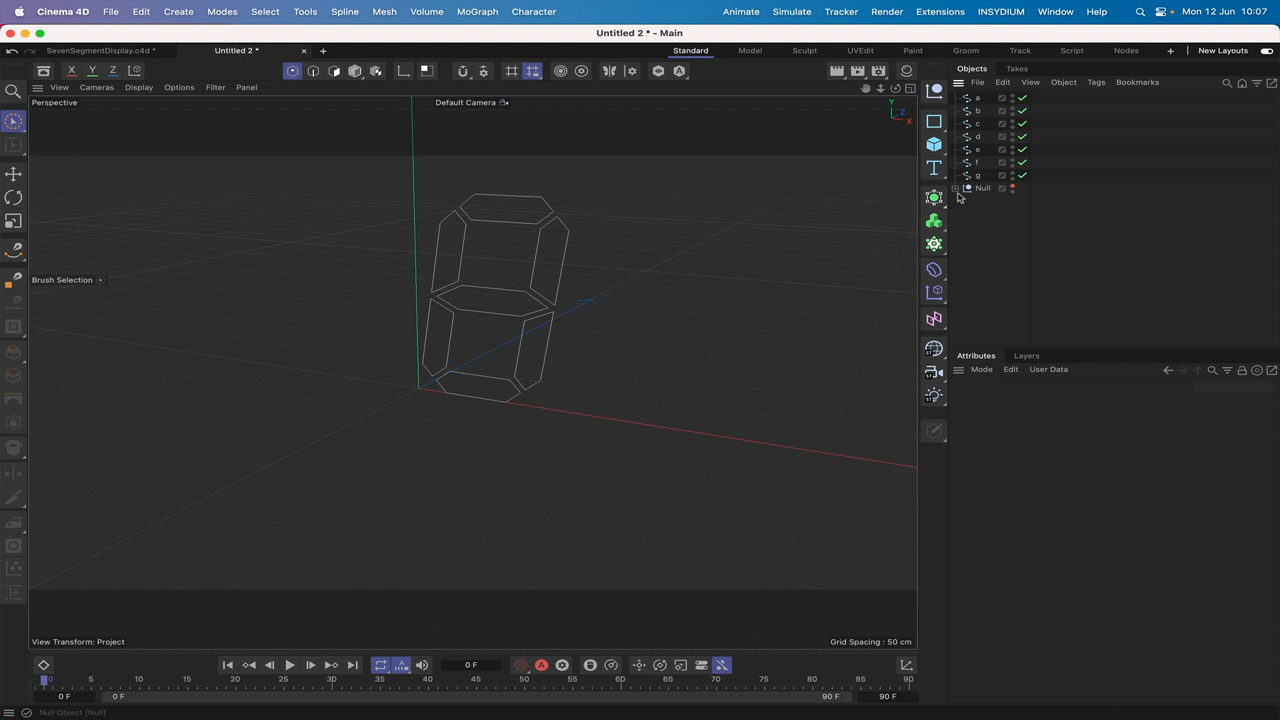 Cinema 4D File Edit Create Modes Select Tools Spline Mesh Volume MoGraph Character Animate Simulate Tracker Render Extensions INSYDIUM Window Help Mon 12 Jun 10:07
Untitled 2 * - Main
SevenSegmentDisplay.c4d * Untitled 2 * Standard Model Sculpt UVEdit Paint Groom Track Script Nodes New Layouts
X Y Z
Objects Takes
View Cameras Display Options Filter Panel
File Edit View Object Tags Bookmarks
Perspective Default Camera
Y
Z
X
a
b
c
d
e
f
g
Null
Brush Selection
Attributes Layers
Mode Edit User Data
View Transform: Project Grid Spacing : 50 cm
0 F
0 5 10 15 20 25 30 35 40 45 50 55 60 65 70 75 80 85 90
0 F 0 F 90 F 90 F
Null Object [Null]